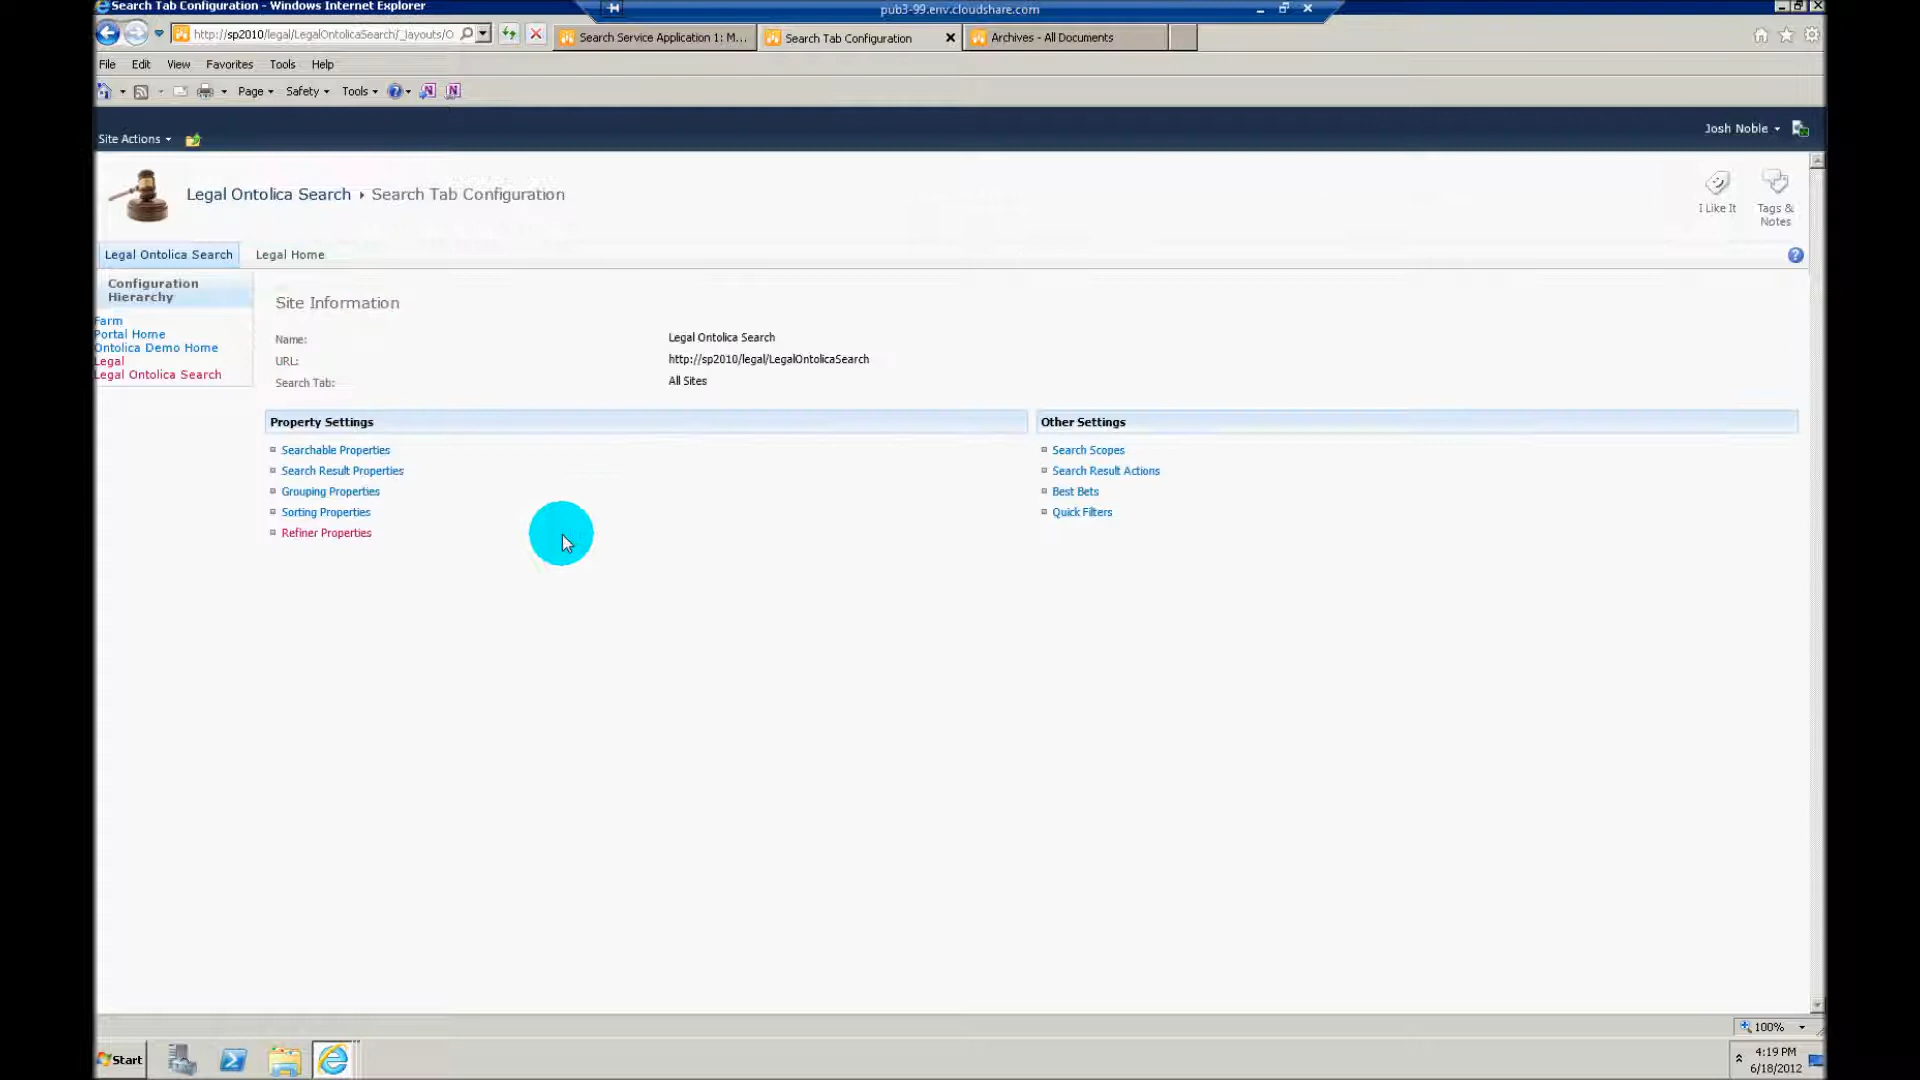 Search Tab Configuration - Windows Internet Explorer
pub3-99.env.cloudshare.com
http://sp2010/legal/LegalOntolicaSearch/_layouts/O
Search Service Application 1: M...
Search Tab Configuration
Archives - All Documents
File Edit View Favorites Tools Help
Page Safety Tools
Site Actions
Josh Noble
Legal Ontolica Search Search Tab Configuration
I Like It
Tags & Notes
Legal Ontolica Search Legal Home
Configuration
Hierarchy
Farm
Portal Home
Ontolica Demo Home
Legal
Legal Ontolica Search
Site Information
Name: Legal Ontolica Search
URL: http://sp2010/legal/LegalOntolicaSearch
Search Tab: All Sites
Property Settings
Searchable Properties
Search Result Properties
Grouping Properties
Sorting Properties
Refiner Properties
Other Settings
Search Scopes
Search Result Actions
Best Bets
Quick Filters
100%
Start
4:19 PM
6/18/2012